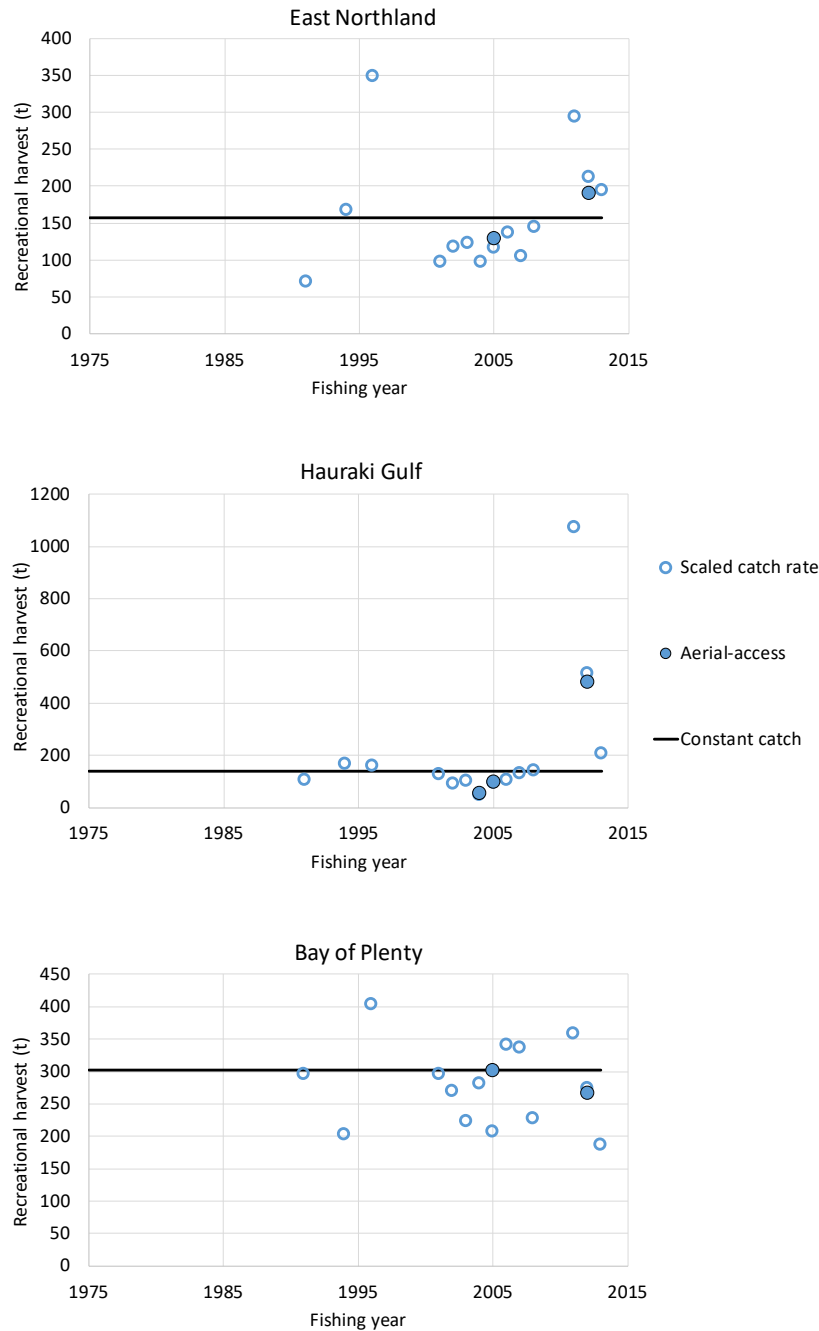 East Northland
400
350
300
250
200
150
100
50
0
Recreational harvest (t)
1975 1985 1995 2005 2015
Fishing year
Hauraki Gulf
1200
1000
800
600
400
200
0
Recreational harvest (t)
1975 1985 1995 2005 2015
Fishing year
Scaled catch rate
Aerial-access
Constant catch
Bay of Plenty
450
400
350
300
250
200
150
100
50
0
Recreational harvest (t)
1975 1985 1995 2005 2015
Fishing year